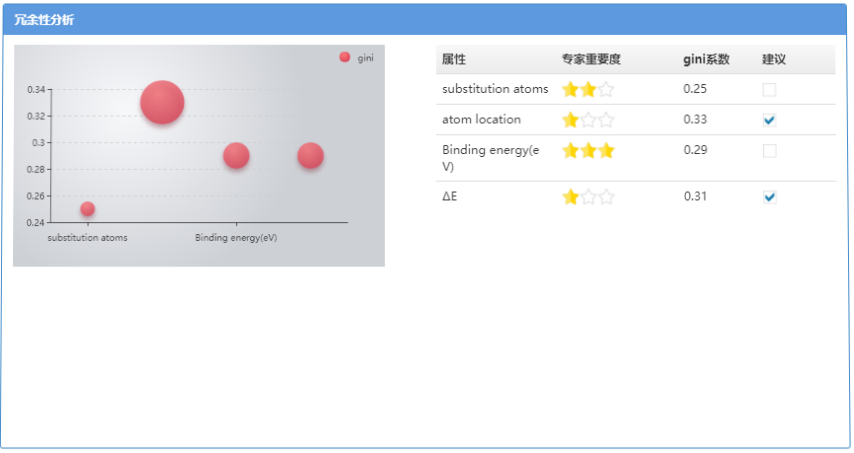 冗余性分析
gini
0.34
0.32
0.3
0.28
0.26
0.24
substitution atoms
Binding energy(eV)
属性 专家重要度 gini系数 建议
substitution atoms 0.25
atom location 0.33
Binding energy(e 0.29
V)
ΔE 0.31